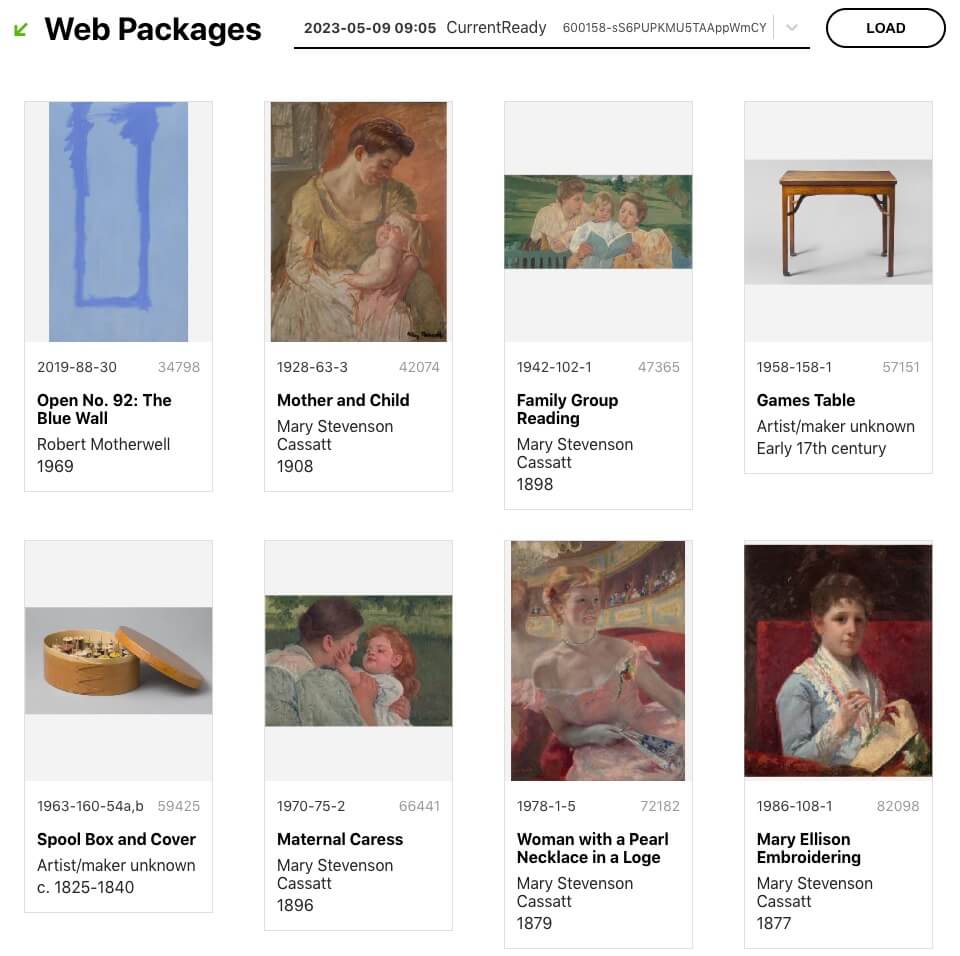 Web Packages
2023-05-09 09:05 CurrentReady 600158-sS6PUPKMU5TAAppWmCY
LOAD
2019-88-30 34798
Open No. 92: The
Blue Wall
Robert Motherwell
1969
1928-63-3 42074
Mother and Child
Mary Stevenson
Cassatt
1908
1942-102-1 47365
Family Group
Reading
Mary Stevenson
Cassatt
1898
1958-158-1 57151
Games Table
Artist/maker unknown
Early 17th century
1963-160-54a,b 59425
Spool Box and Cover
Artist/maker unknown
c. 1825-1840
1970-75-2 66441
Maternal Caress
Mary Stevenson
Cassatt
1896
1978-1-5 72182
Woman with a Pearl
Necklace in a Loge
Mary Stevenson
Cassatt
1879
1986-108-1 82098
Mary Ellison
Embroidering
Mary Stevenson
Cassatt
1877